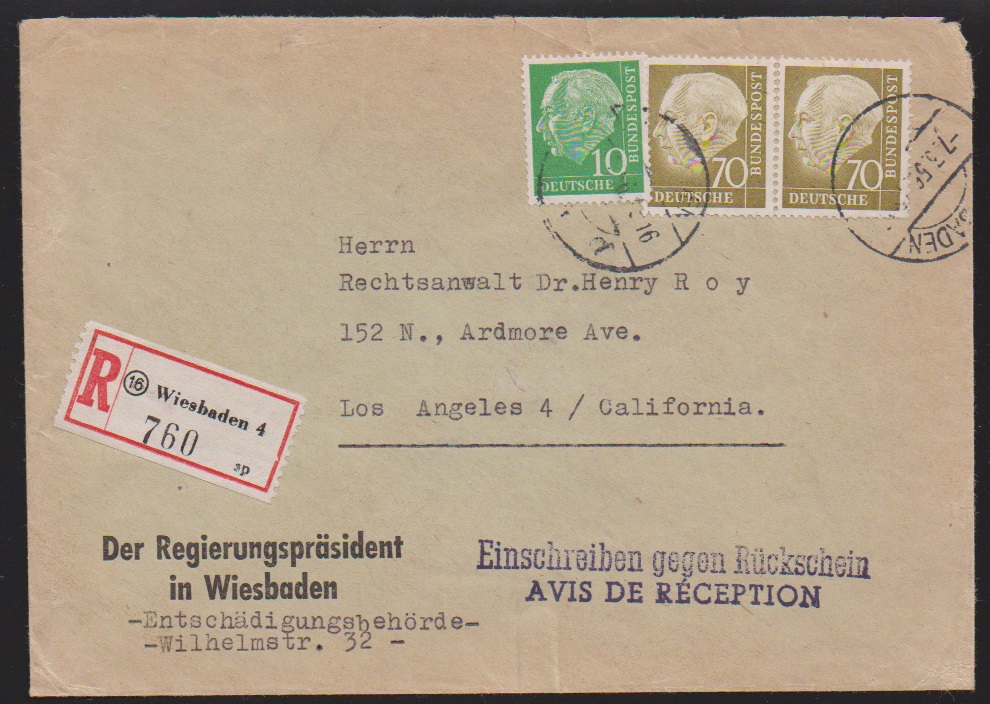 10
DEUTSCHE
BUNDESPOST
70
DEUTSCHE
BUNDESPOST
70
DEUTSCHE
BUNDESPOST
Herrn
Rechtsanwalt Dr.Henry R o y
152 N., Ardmore Ave.
Los Angeles 4 / California.
R
16 Wiesbaden 4
760
sp
Der Regierungspräsident
in Wiesbaden
-Entschädigungsbehörde-
-Wilhelmstr. 32 -
Einschreiben gegen Rückschein
AVIS DE RÉCEPTION